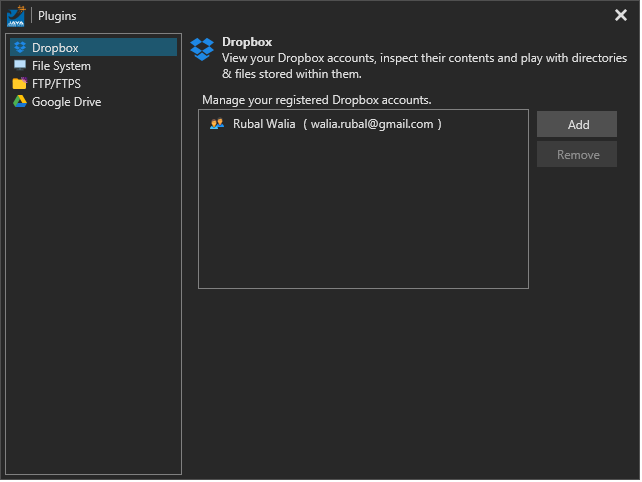 Plugins
Dropbox
File System
FTP/FTPS
Google Drive
Dropbox
View your Dropbox accounts, inspect their contents and play with directories
& files stored within them.
Manage your registered Dropbox accounts.
Rubal Walia ( walia.rubal@gmail.com )
Add
Remove